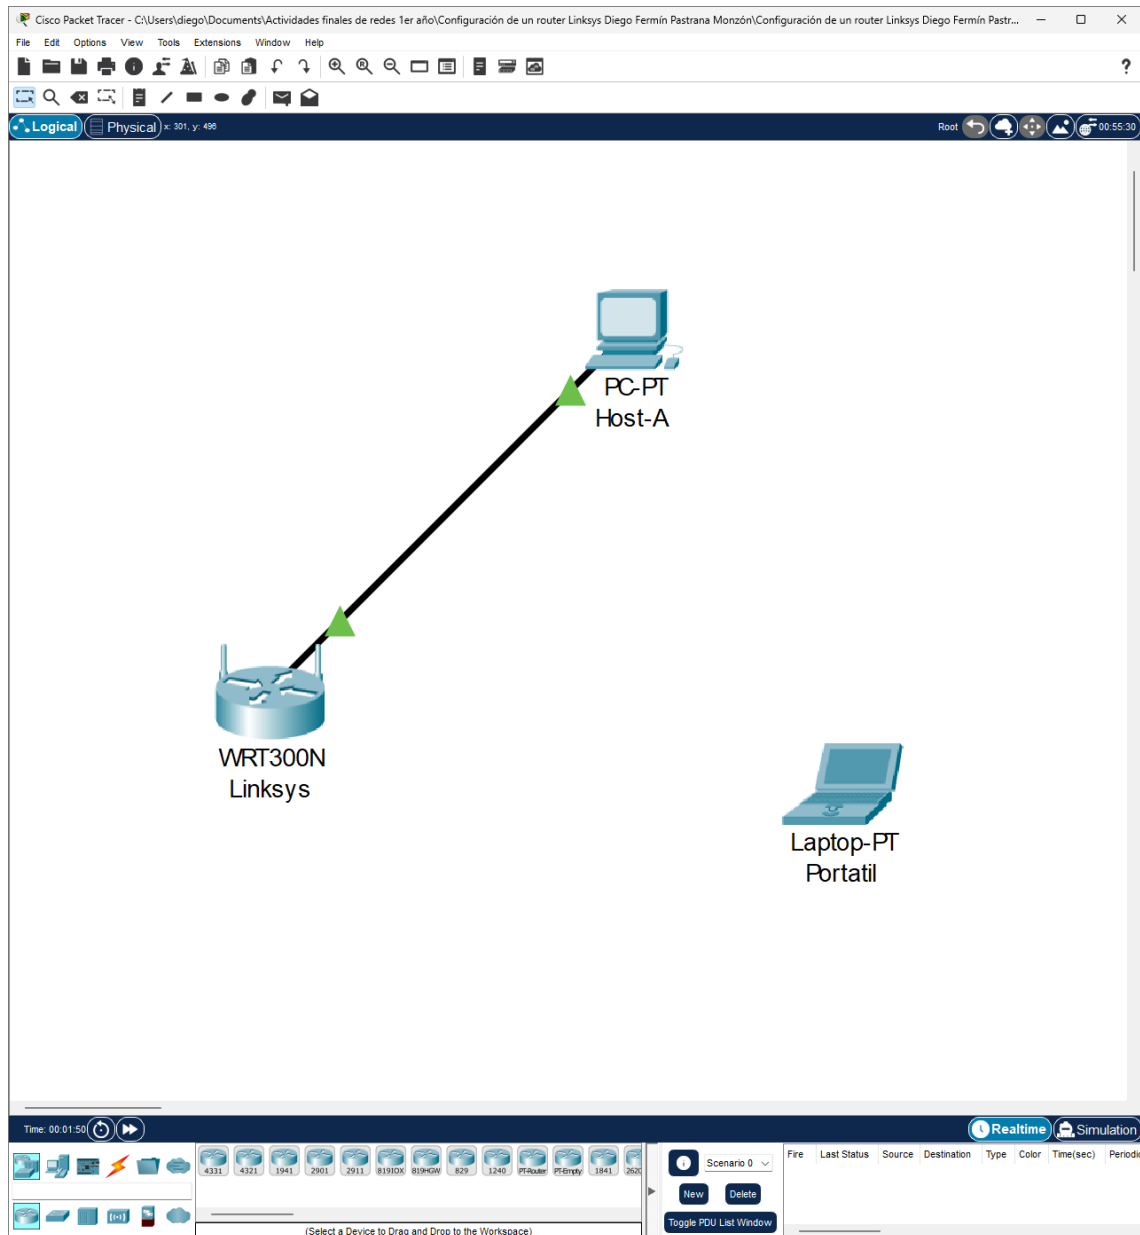 Cisco Packet Tracer - C:\Users\diego\Documents\Actividades finales de redes 1er año\Configuración de un router Linksys Diego Fermín Pastrana Monzón\Configuración de un router Linksys Diego Fermín Pastr...
File Edit Options View Tools Extensions Window Help
?
Logical Physical x: 301, y: 496 Root 00:55:30
PC-PT
Host-A
WRT300N
Linksys
Laptop-PT
Portatil
Time: 00:01:50 Realtime Simulation
4331 4321 1941 2901 2911 819IOX 819HGW 829 1240 PT-Router PT-Empty 1841 262
Scenario 0
Fire Last Status Source Destination Type Color Time(sec) Periodic
New Delete
Toggle PDU List Window
(Select a Device to Drag and Drop to the Workspace)